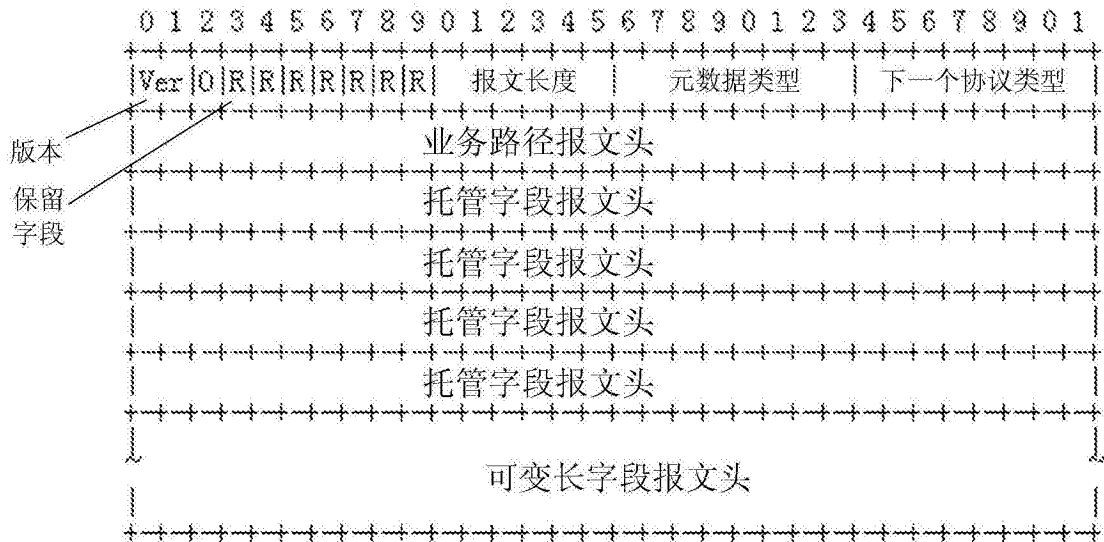 0 1 2 3 4 5 6 7 8 9 0 1 2 3 4 5 6 7 8 9 0 1 2 3 4 5 6 7 8 9 0 1
|Ver|O|R|R|R|R|R|R|R| 报文长度 | 元数据类型 | 下一个协议类型 |
版本
业务路径报文头
保留
字段
托管字段报文头
托管字段报文头
托管字段报文头
托管字段报文头
可变长字段报文头